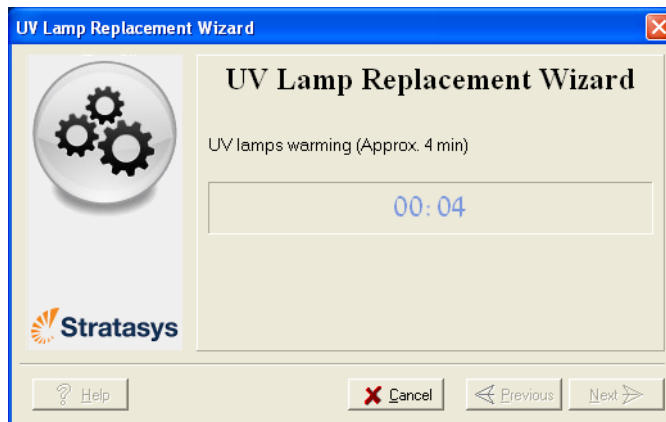 UV Lamp Replacement Wizard
UV Lamp Replacement Wizard
UV lamps warming (Approx. 4 min)
00:04
Stratasys
? Help
Cancel
Previous
Next